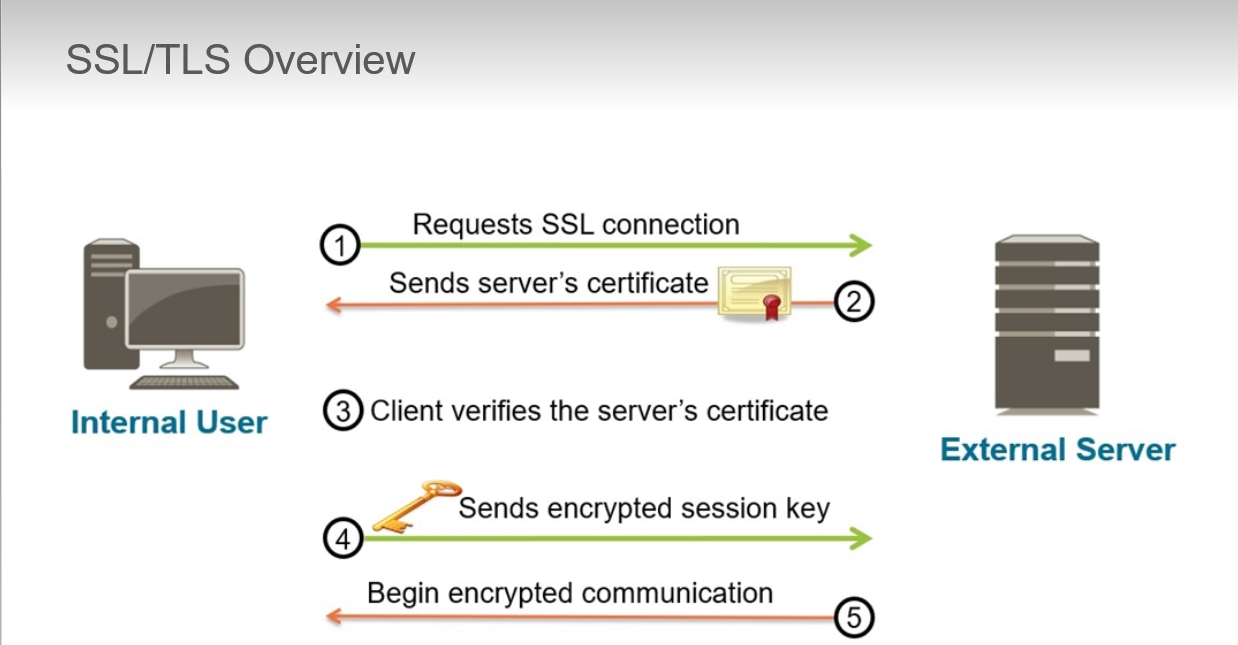 SSL/TLS Overview
1 Requests SSL connection
Sends server's certificate 2
Internal User
3 Client verifies the server's certificate
External Server
4 Sends encrypted session key
Begin encrypted communication 5